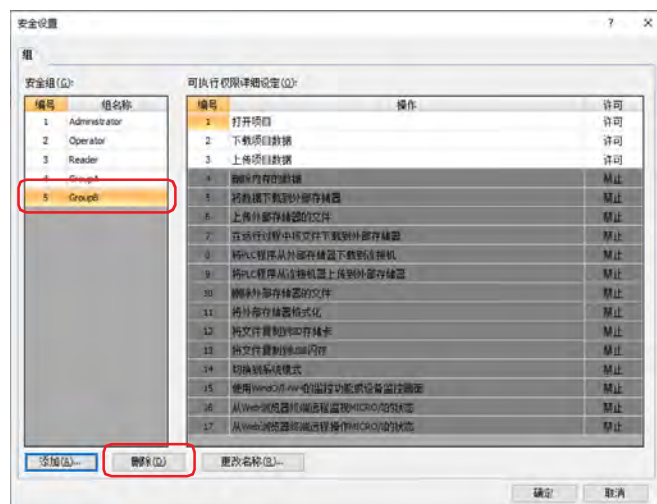 安全设置
?
×
组
安全组(G):
可执行权限详细设定(O):
编号 组名称
1 Administrator
2 Operator
3 Reader
4 GroupA
5 GroupB
编号 操作 许可
1 打开项目 许可
2 下载项目数据 许可
3 上传项目数据 许可
4 删除内存的数据 禁止
5 将数据下载到外部存储器 禁止
6 上传外部存储器的文件 禁止
7 在运行过程中将文件下载到外部存储器 禁止
8 将PLC程序从外部存储器下载到连接机 禁止
9 将PLC程序从连接机器上传到外部存储器 禁止
10 删除外部存储器的文件 禁止
11 将外部存储器格式化 禁止
12 将文件复制到SD存储卡 禁止
13 将文件复制到USB闪存 禁止
14 切换到系统模式 禁止
15 使用WindO/I-NV4的监控功能或设备监控画面 禁止
16 从Web浏览器终端远程监视MICRO/I的状态 禁止
17 从Web浏览器终端远程操作MICRO/I的状态 禁止
添加(A)... 删除(D) 更改名称(R)...
确定 取消